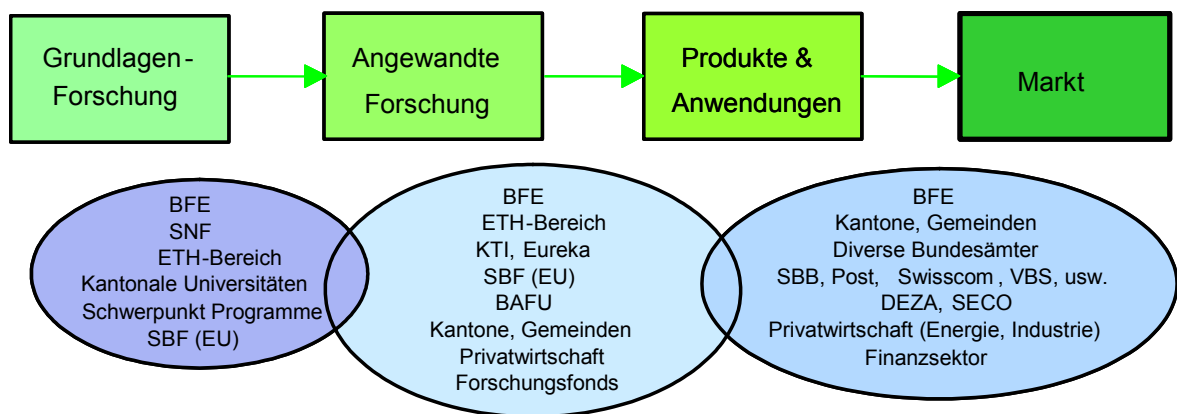 Grundlagen-
Forschung
Angewandte
Forschung
Produkte &
Anwendungen
Markt
BFE
SNF
ETH-Bereich
Kantonale Universitäten
Schwerpunkt Programme
SBF (EU)
BFE
ETH-Bereich
KTI, Eureka
SBF (EU)
BAFU
Kantone, Gemeinden
Privatwirtschaft
Forschungsfonds
BFE
Kantone, Gemeinden
Diverse Bundesämter
SBB, Post, Swisscom, VBS, usw.
DEZA, SECO
Privatwirtschaft (Energie, Industrie)
Finanzsektor